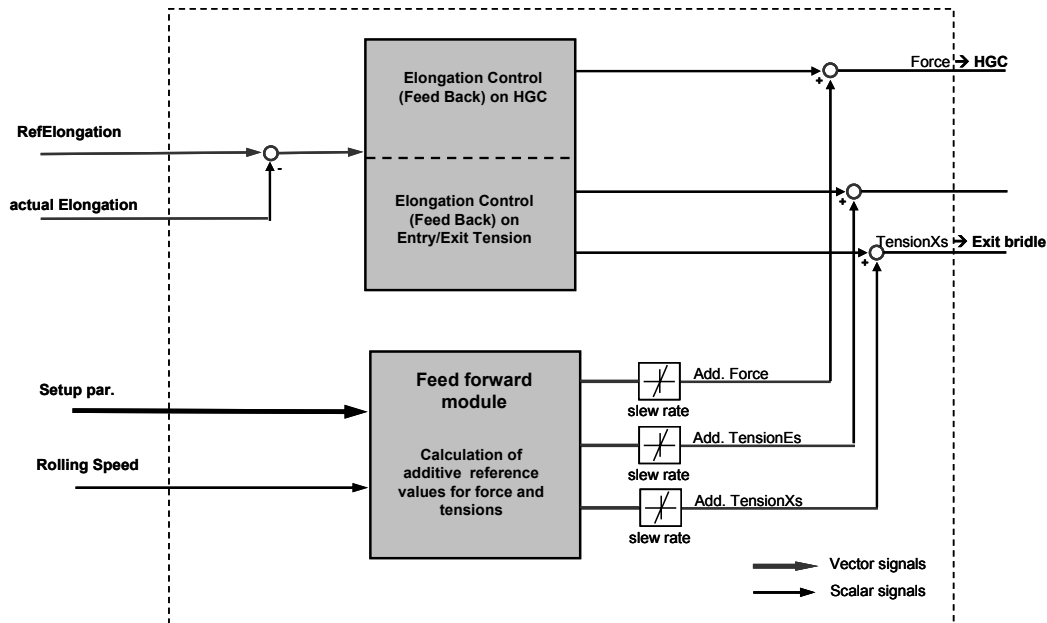 Elongation Control
(Feed Back) on HGC
Force → HGC
RefElongation
-
actual Elongation
Elongation Control
(Feed Back) on
Entry/Exit Tension
+
+
TensionXs → Exit bridle
+
Setup par.
Feed forward
module
Add. Force
slew rate
Rolling Speed
Calculation of
additive reference
values for force and
tensions
Add. TensionEs
slew rate
Add. TensionXs
slew rate
Vector signals
Scalar signals